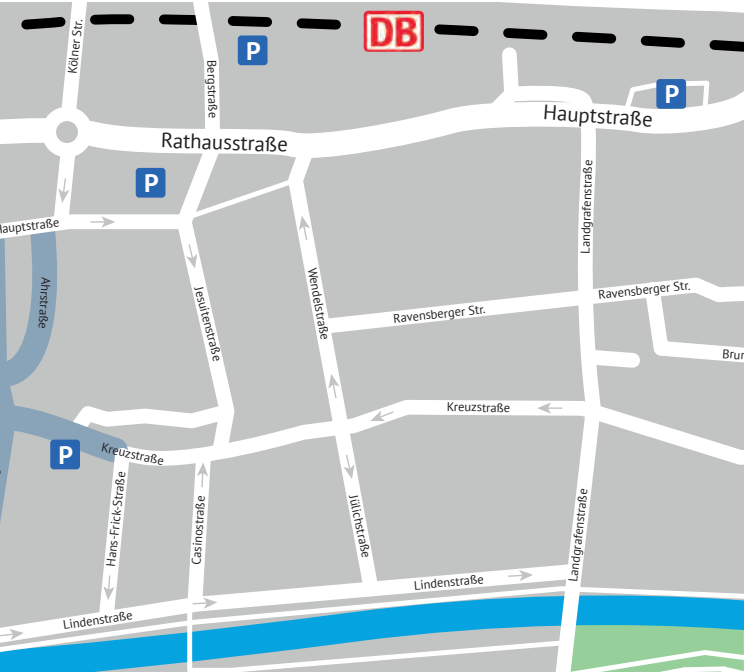 Kölner Str.
Bergstraße
P
DB
P
Hauptstraße
Rathausstraße
P
Landgrafenstraße
Hauptstraße
Ahrstraße
Jesuitenstraße
Wendelstraße
Ravensberger Str.
Ravensberger Str.
Kreuzstraße
P
Kreuzstraße
Hans-Frick-Straße
Casinostraße
Jülichstraße
Landgrafenstraße
Lindenstraße
Lindenstraße